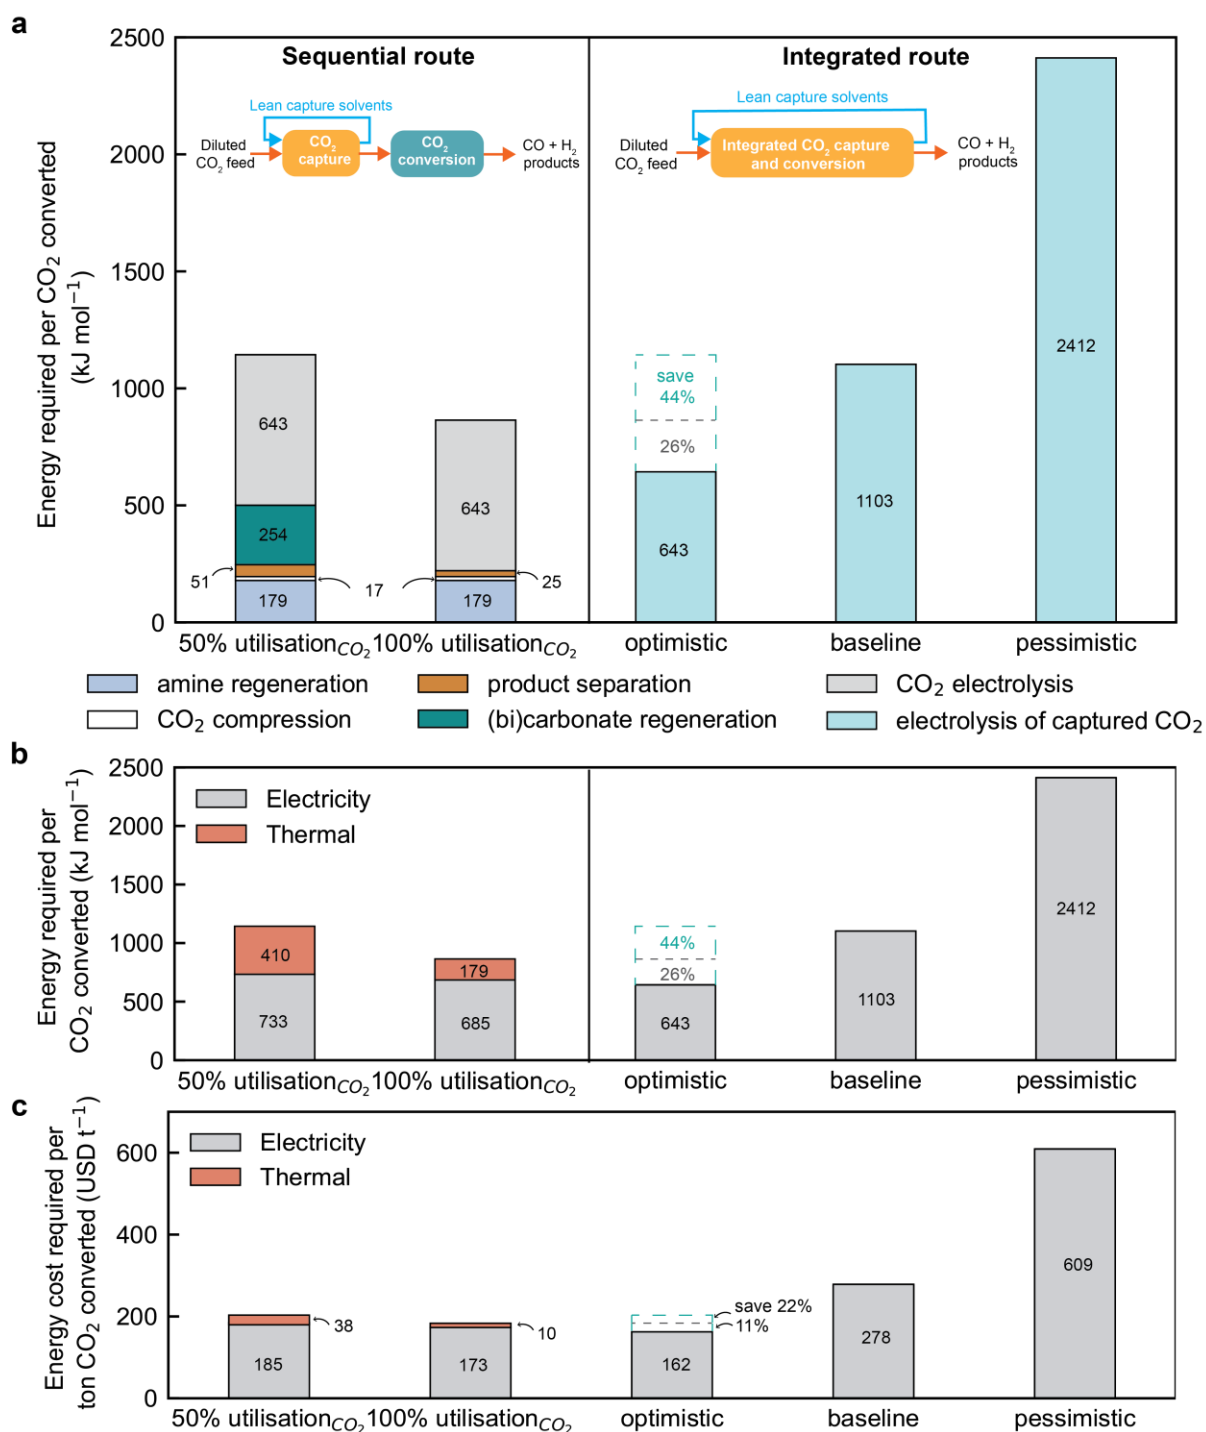 a
Energy required per CO2 converted
(kJ mol−1)
2500
2000
1500
1000
500
0
Sequential route
Lean capture solvents
Diluted
CO2 feed
CO2
capture
CO2
conversion
CO + H2
products
Integrated route
Lean capture solvents
Diluted
CO2 feed
Integrated CO2 capture
and conversion
CO + H2
products
643
254
51
179
17
643
25
179
save
44%
26%
643
1103
2412
50% utilisationCO2
100% utilisationCO2
optimistic
baseline
pessimistic
amine regeneration
product separation
CO2 electrolysis
CO2 compression
(bi)carbonate regeneration
electrolysis of captured CO2
b
Energy required per
CO2 converted (kJ mol−1)
2500
2000
1500
1000
500
0
Electricity
Thermal
410
733
179
685
44%
26%
643
1103
2412
50% utilisationCO2
100% utilisationCO2
optimistic
baseline
pessimistic
c
Energy cost required per
ton CO2 converted (USD t−1)
600
400
200
0
Electricity
Thermal
38
185
10
173
save 22%
11%
162
278
609
50% utilisationCO2
100% utilisationCO2
optimistic
baseline
pessimistic